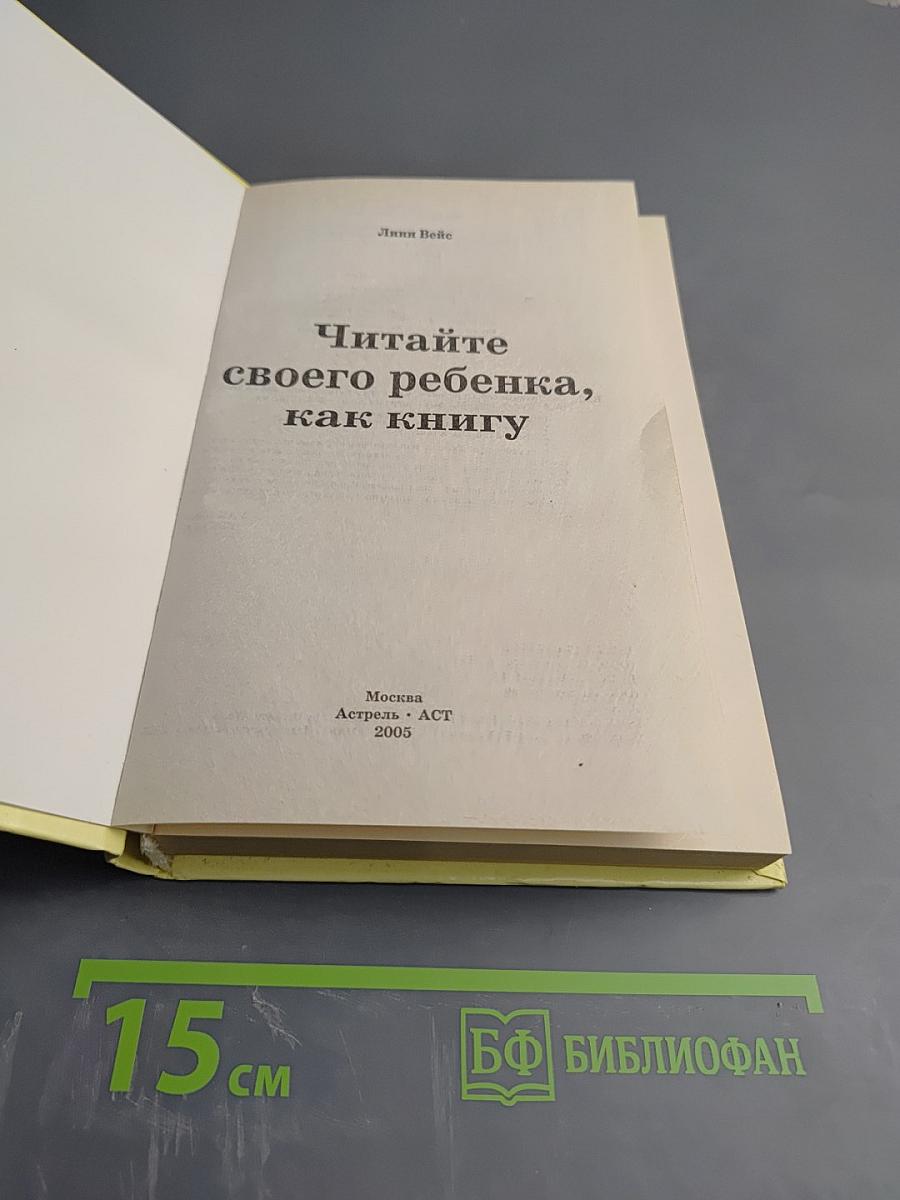 Линн Вейс
Читайте
своего ребенка,
как книгу
Москва
Астрель • АСТ
2005
15 см
БФ БИБЛИОФАН